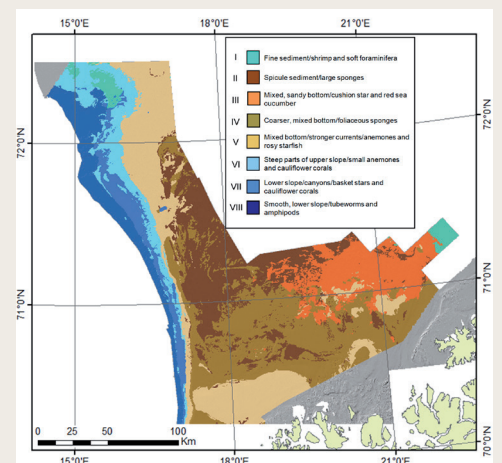 15°0'E 18°0'E 21°0'E
I Fine sediment/shrimp and soft foraminifera
II Spicule sediment/large sponges
III Mixed, sandy bottom/cushion star and red sea
cucumber
IV Coarser, mixed bottom/foliaceous sponges
V Mixed bottom/stronger currents/anemones and
rosy starfish
VI Steep parts of upper slope/small anemones
and cauliflower corals
VII Lower slope/canyons/basket stars and
cauliflower corals
VIII Smooth, lower slope/tubeworms and
amphipods
72°0'N
72°0'N
71°0'N
71°0'N
70°0'N
0 25 50 100
Km
15°0'E 18°0'E 21°0'E